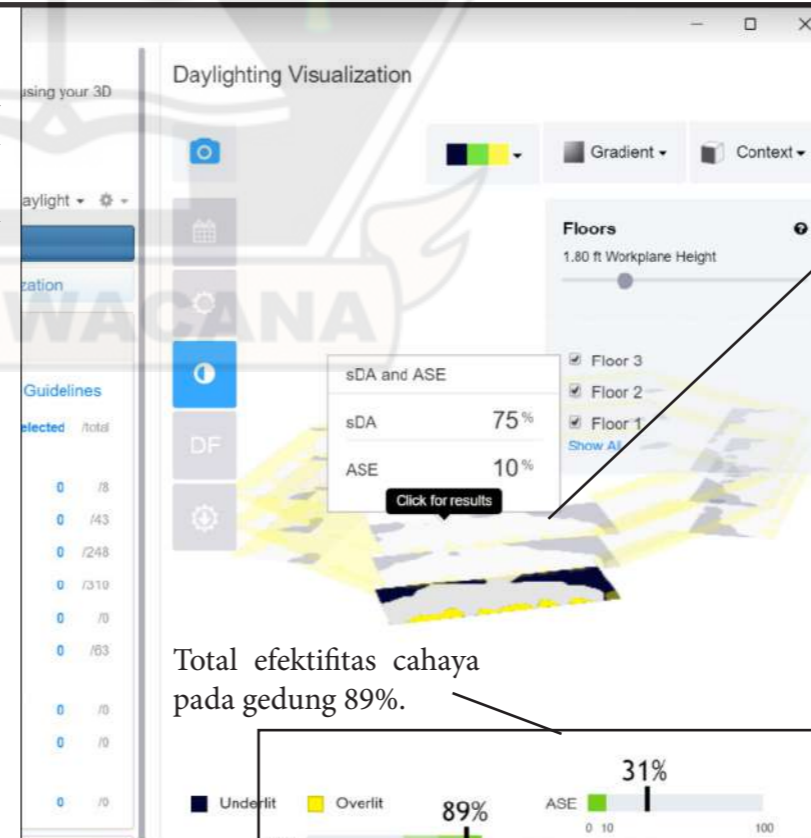 using your 3D
aylight
zation
Guidelines
elected /total
0 /8
0 /43
0 /248
0 /319
0 /0
0 /63
0 /0
0 /0
0 /0
WACANA
Daylighting Visualization
Gradient
Context
Floors
1.80 ft Workplane Height
Floor 3
Floor 2
Floor 1
Show All
DF
sDA and ASE
sDA 75%
ASE 10%
Click for results
Total efektifitas cahaya
pada gedung 89%.
Underlit Overlit 89%
ASE 31%
0 10 100